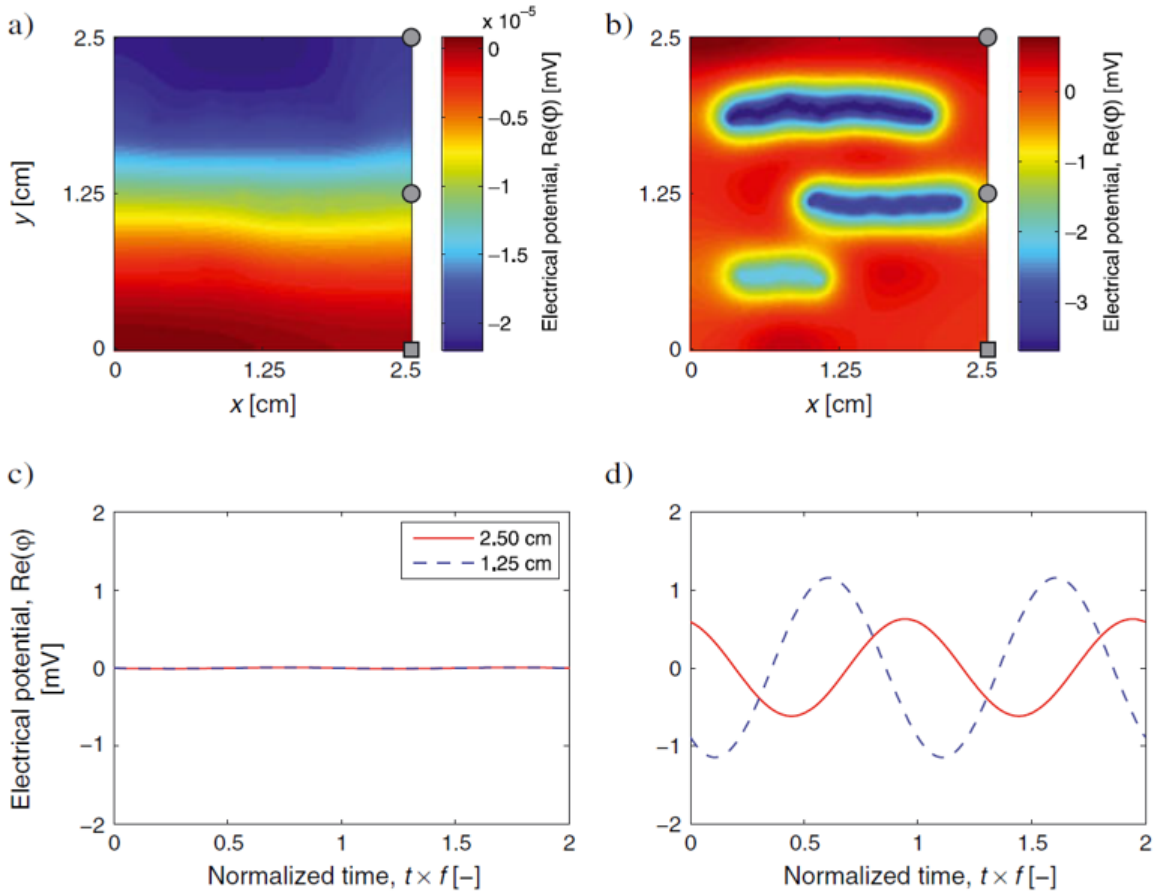 a)
× 10⁻⁵
2.5
1.25
0
y [cm]
0
1.25
2.5
x [cm]
0
−0.5
−1
−1.5
−2
Electrical potential, Re(φ) [mV]
b)
2.5
1.25
0
0
1.25
2.5
x [cm]
0
−1
−2
−3
Electrical potential, Re(φ) [mV]
c)
2
1
0
−1
−2
Electrical potential, Re(φ)
[mV]
2.50 cm
1.25 cm
0
0.5
1
1.5
2
Normalized time, t × f [–]
d)
2
1
0
−1
−2
0
0.5
1
1.5
2
Normalized time, t × f [–]